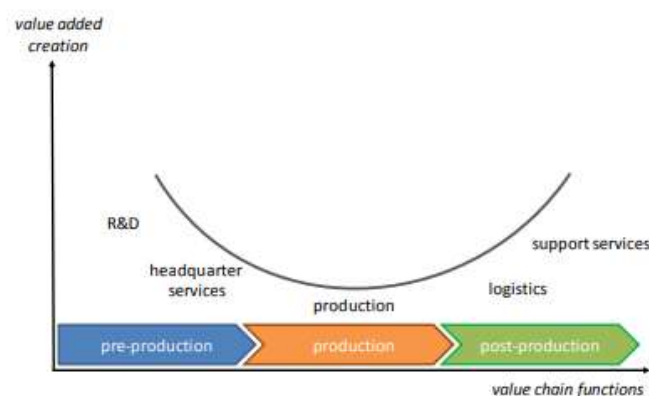 value added
creation
R&D
headquarter
services
production
logistics
support services
pre-production
production
post-production
value chain functions